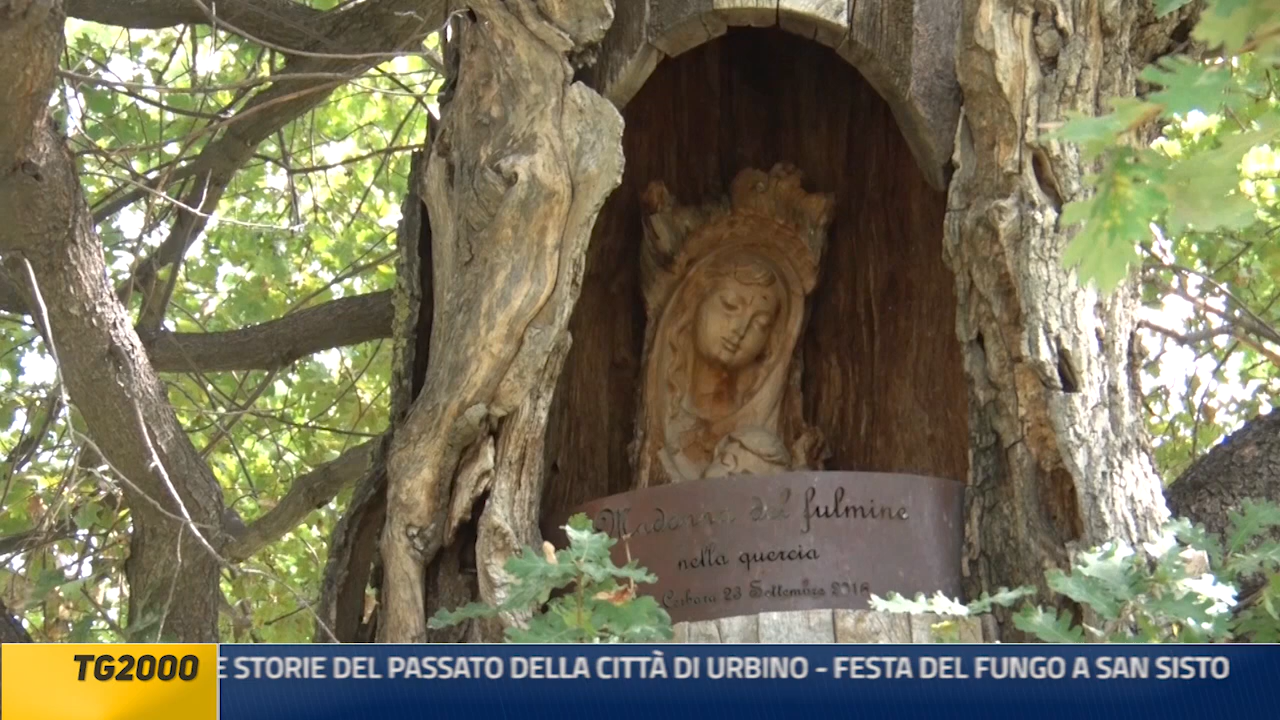 Madonna del fulmine
nella quercia
Cerbara 23 Settembre 2018
TG2000
E STORIE DEL PASSATO DELLA CITTÀ DI URBINO - FESTA DEL FUNGO A SAN SISTO